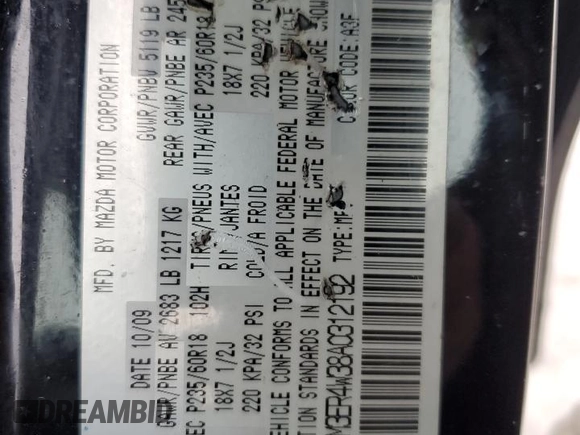 MFD. BY MAZDA MOTOR CORPORATION
DATE 10/09 GVWR/PNBV 5119 LB
GAWR/PNBE AV 2683 LB 1217 KG REAR GAWR/PNBE AR 245
EC P235/60R18 102H TIRES/PNEUS WITH/AVEC P235/60R18
18X7 1/2J RIMS/JANTES 18X7 1/2J
220 KPA/32 PSI COLD/A FROID 220 KPA/32 PSI
VEHICLE CONFORMS TO ALL APPLICABLE FEDERAL MOTOR
STANDARDS IN EFFECT ON THE DATE OF MANUFACTURE SHOWN
TYPE: COLOR CODE: A3F
AUTOBIDMASTER